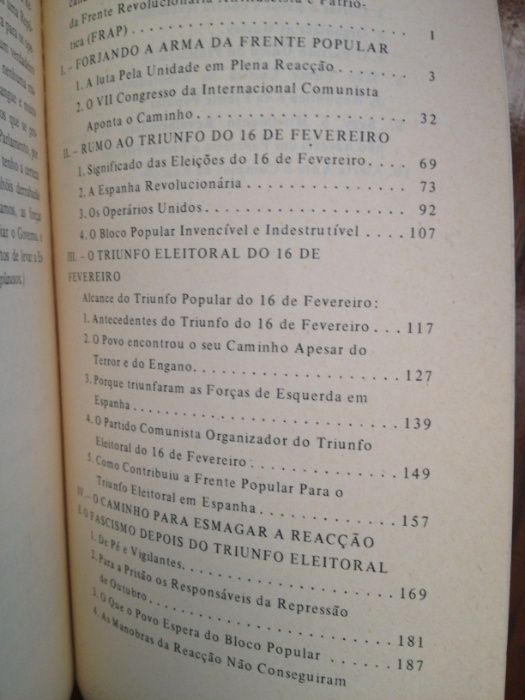 da Frente Revolucionária Antifascista e Patrió-
tica (FRAP) 1
I. - FORJANDO A ARMA DA FRENTE POPULAR
1. A luta Pela Unidade em Plena Reacção 3
2. O VII Congresso da Internacional Comunista
Aponta o Caminho 32
II. - RUMO AO TRIUNFO DO 16 DE FEVEREIRO
1. Significado das Eleições do 16 de Fevereiro 69
2. A Espanha Revolucionária 73
3. Os Operários Unidos 92
4. O Bloco Popular Invencível e Indestrutível 107
III. - O TRIUNFO ELEITORAL DO 16 DE
FEVEREIRO
Alcance do Triunfo Popular do 16 de Fevereiro:
1. Antecedentes do Triunfo do 16 de Fevereiro 117
2. O Povo encontrou o seu Caminho Apesar do
Terror e do Engano 127
3. Porque triunfaram as Forças de Esquerda em
Espanha 139
4. O Partido Comunista Organizador do Triunfo
Eleitoral do 16 de Fevereiro : 149
5. Como Contribuiu a Frente Popular Para o
Triunfo Eleitoral em Espanha 157
IV - O CAMINHO PARA ESMAGAR A REACÇÃO
E O FASCISMO DEPOIS DO TRIUNFO ELEITORAL
1. De Pé e Vigilantes 169
2. Para a Prisão os Responsáveis da Repressão
de Outubro 181
3. O Que o Povo Espera do Bloco Popular 187
4. As Manobras da Reacção Não Conseguiram